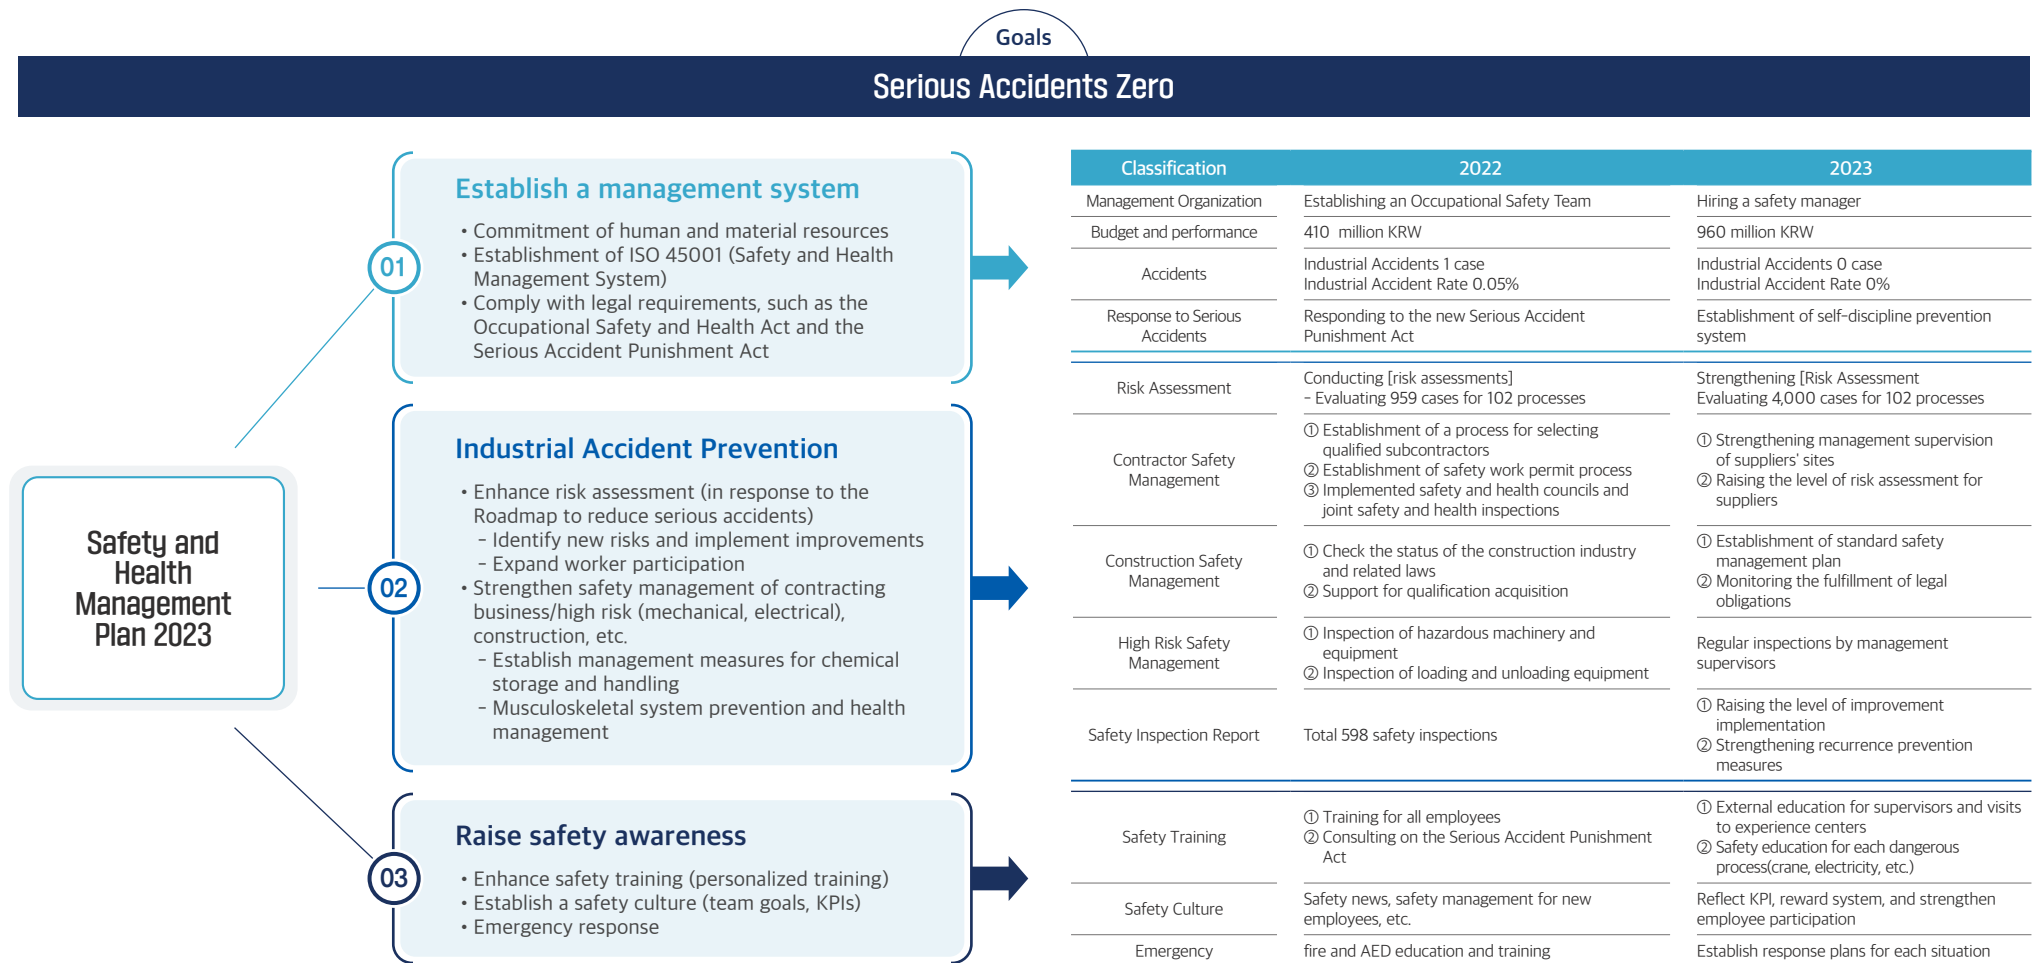 Goals
Serious Accidents Zero
Safety and
Health
Management
Plan 2023
01
Establish a management system
• Commitment of human and material resources
• Establishment of ISO 45001 (Safety and Health
Management System)
• Comply with legal requirements, such as the
Occupational Safety and Health Act and the
Serious Accident Punishment Act
02
Industrial Accident Prevention
• Enhance risk assessment (in response to the
Roadmap to reduce serious accidents)
- Identify new risks and implement improvements
- Expand worker participation
• Strengthen safety management of contracting
business/high risk (mechanical, electrical),
construction, etc.
- Establish management measures for chemical
storage and handling
- Musculoskeletal system prevention and health
management
03
Raise safety awareness
• Enhance safety training (personalized training)
• Establish a safety culture (team goals, KPIs)
• Emergency response
Classification
2022
2023
Management Organization
Establishing an Occupational Safety Team
Hiring a safety manager
Budget and performance
410 million KRW
960 million KRW
Accidents
Industrial Accidents 1 case
Industrial Accident Rate 0.05%
Industrial Accidents 0 case
Industrial Accident Rate 0%
Response to Serious
Accidents
Responding to the new Serious Accident
Punishment Act
Establishment of self-discipline prevention
system
Risk Assessment
Conducting [risk assessments]
- Evaluating 959 cases for 102 processes
Strengthening [Risk Assessment
Evaluating 4,000 cases for 102 processes
Contractor Safety
Management
① Establishment of a process for selecting
qualified subcontractors
② Establishment of safety work permit process
③ Implemented safety and health councils and
joint safety and health inspections
① Strengthening management supervision
of suppliers' sites
② Raising the level of risk assessment for
suppliers
Construction Safety
Management
① Check the status of the construction industry
and related laws
② Support for qualification acquisition
① Establishment of standard safety
management plan
② Monitoring the fulfillment of legal
obligations
High Risk Safety
Management
① Inspection of hazardous machinery and
equipment
② Inspection of loading and unloading equipment
Regular inspections by management
supervisors
Safety Inspection Report
Total 598 safety inspections
① Raising the level of improvement
implementation
② Strengthening recurrence prevention
measures
Safety Training
① Training for all employees
② Consulting on the Serious Accident Punishment
Act
① External education for supervisors and visits
to experience centers
② Safety education for each dangerous
process(crane, electricity, etc.)
Safety Culture
Safety news, safety management for new
employees, etc.
Reflect KPI, reward system, and strengthen
employee participation
Emergency
fire and AED education and training
Establish response plans for each situation